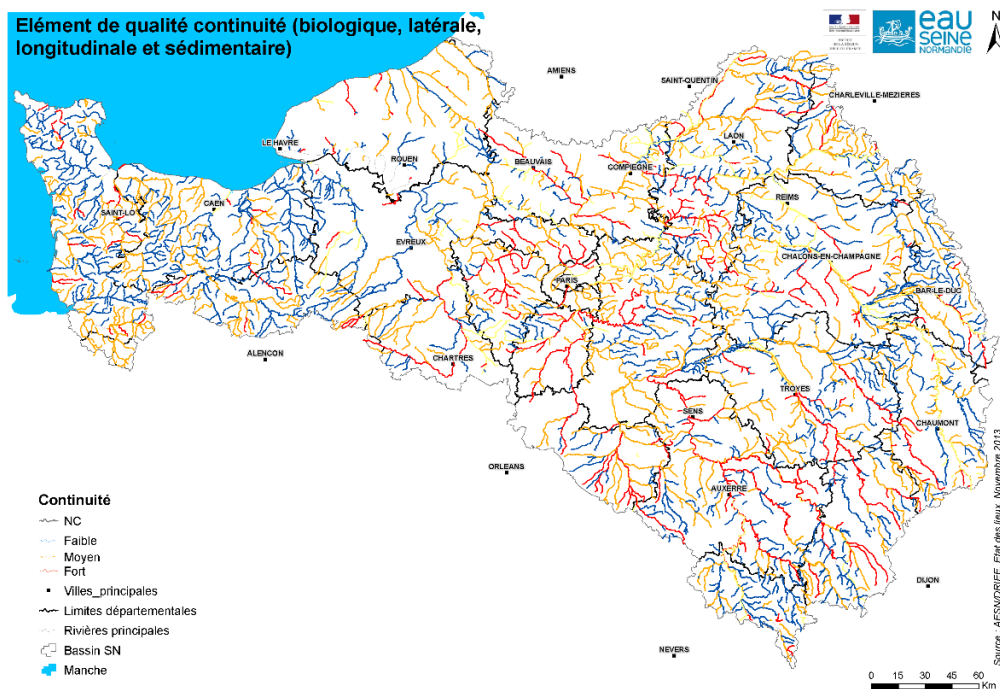 Elément de qualité continuité (biologique, latérale,
longitudinale et sédimentaire)
eau
SEINE
NORMANDIE
N
AMIENS
SAINT-QUENTIN
CHARLEVILLE-MEZIERES
LE HAVRE
ROUEN
BEAUVAIS
COMPIEGNE
LAON
SAINT-LO
CAEN
EVREUX
REIMS
CHALONS-EN-CHAMPAGNE
PARIS
BAR-LE-DUC
ALENCON
CHARTRES
TROYES
SENS
CHAUMONT
ORLEANS
AUXERRE
DIJON
NEVERS
Continuité
NC
Faible
Moyen
Fort
Villes_principales
Limites départementales
Rivières principales
Bassin SN
Manche
Source : AESN/DRIEE, Etat des lieux, Novembre 2013
0 15 30 45 60
Km